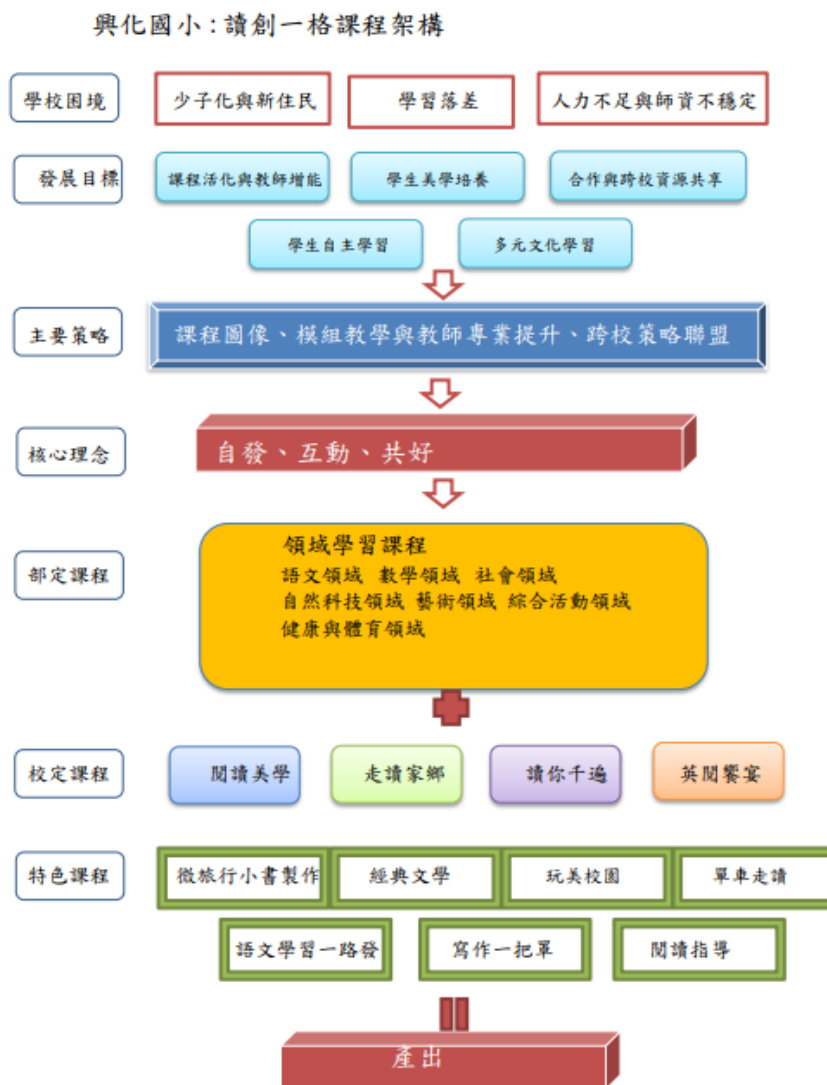 興化國小:讀創一格課程架構
學校困境
少子化與新住民
學習落差
人力不足與師資不穩定
發展目標
課程活化與教師增能
學生美學培養
合作與跨校資源共享
學生自主學習
多元文化學習
主要策略
課程圖像、模組教學與教師專業提升、跨校策略聯盟
核心理念
自發、互動、共好
部定課程
領域學習課程
語文領域 數學領域 社會領域
自然科技領域 藝術領域 綜合活動領域
健康與體育領域
校定課程
閱讀美學
走讀家鄉
讀你千遍
英閱饗宴
特色課程
微旅行小書製作
經典文學
玩美校園
單車走讀
語文學習一路發
寫作一把罩
閱讀指導
產出